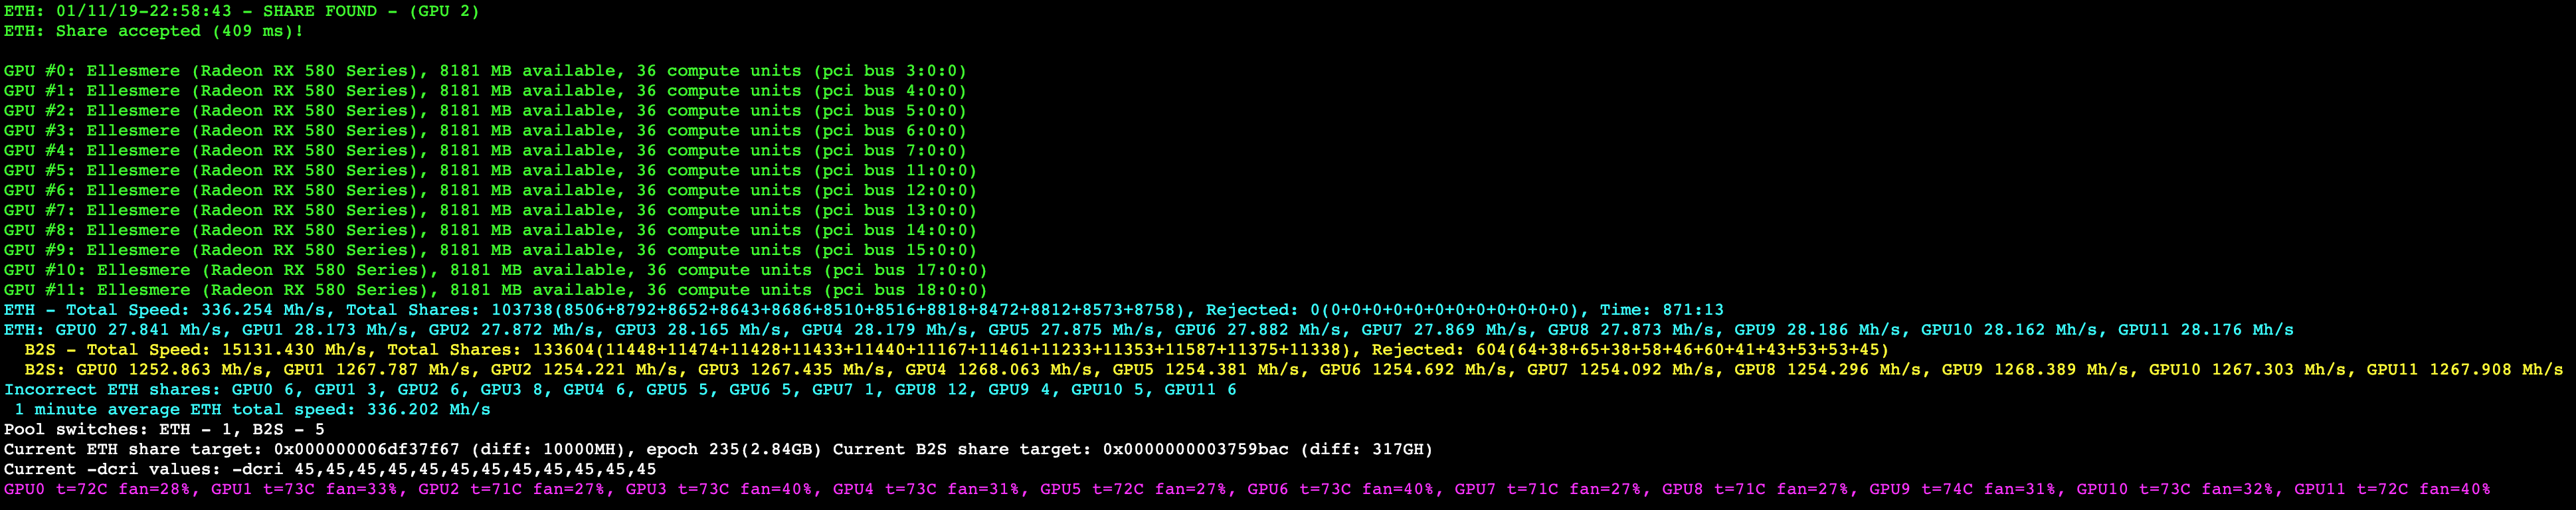 ETH: 01/11/19-22:58:43 - SHARE FOUND - (GPU 2)
ETH: Share accepted (409 ms)!
GPU #0: Ellesmere (Radeon RX 580 Series), 8181 MB available, 36 compute units (pci bus 3:0:0)
GPU #1: Ellesmere (Radeon RX 580 Series), 8181 MB available, 36 compute units (pci bus 4:0:0)
GPU #2: Ellesmere (Radeon RX 580 Series), 8181 MB available, 36 compute units (pci bus 5:0:0)
GPU #3: Ellesmere (Radeon RX 580 Series), 8181 MB available, 36 compute units (pci bus 6:0:0)
GPU #4: Ellesmere (Radeon RX 580 Series), 8181 MB available, 36 compute units (pci bus 7:0:0)
GPU #5: Ellesmere (Radeon RX 580 Series), 8181 MB available, 36 compute units (pci bus 11:0:0)
GPU #6: Ellesmere (Radeon RX 580 Series), 8181 MB available, 36 compute units (pci bus 12:0:0)
GPU #7: Ellesmere (Radeon RX 580 Series), 8181 MB available, 36 compute units (pci bus 13:0:0)
GPU #8: Ellesmere (Radeon RX 580 Series), 8181 MB available, 36 compute units (pci bus 14:0:0)
GPU #9: Ellesmere (Radeon RX 580 Series), 8181 MB available, 36 compute units (pci bus 15:0:0)
GPU #10: Ellesmere (Radeon RX 580 Series), 8181 MB available, 36 compute units (pci bus 17:0:0)
GPU #11: Ellesmere (Radeon RX 580 Series), 8181 MB available, 36 compute units (pci bus 18:0:0)
ETH - Total Speed: 336.254 Mh/s, Total Shares: 103738(8506+8792+8652+8643+8686+8510+8516+8818+8472+8812+8573+8758), Rejected: 0(0+0+0+0+0+0+0+0+0+0+0+0), Time: 871:13
ETH: GPU0 27.841 Mh/s, GPU1 28.173 Mh/s, GPU2 27.872 Mh/s, GPU3 28.165 Mh/s, GPU4 28.179 Mh/s, GPU5 27.875 Mh/s, GPU6 27.882 Mh/s, GPU7 27.869 Mh/s, GPU8 27.873 Mh/s, GPU9 28.186 Mh/s, GPU10 28.162 Mh/s, GPU11 28.176 Mh/s
B2S - Total Speed: 15131.430 Mh/s, Total Shares: 133604(11448+11474+11428+11433+11440+11167+11461+11233+11353+11587+11375+11338), Rejected: 604(64+38+65+38+58+46+60+41+43+53+53+45)
B2S: GPU0 1252.863 Mh/s, GPU1 1267.787 Mh/s, GPU2 1254.221 Mh/s, GPU3 1267.435 Mh/s, GPU4 1268.063 Mh/s, GPU5 1254.381 Mh/s, GPU6 1254.692 Mh/s, GPU7 1254.092 Mh/s, GPU8 1254.296 Mh/s, GPU9 1268.389 Mh/s, GPU10 1267.303 Mh/s, GPU11 1267.908 Mh/s
Incorrect ETH shares: GPU0 6, GPU1 3, GPU2 6, GPU3 8, GPU4 6, GPU5 5, GPU6 5, GPU7 1, GPU8 12, GPU9 4, GPU10 5, GPU11 6
1 minute average ETH total speed: 336.202 Mh/s
Pool switches: ETH - 1, B2S - 5
Current ETH share target: 0x000000006df37f67 (diff: 10000MH), epoch 235(2.84GB) Current B2S share target: 0x0000000003759bac (diff: 317GH)
Current -dcri values: -dcri 45,45,45,45,45,45,45,45,45,45,45,45
GPU0 t=72C fan=28%, GPU1 t=73C fan=33%, GPU2 t=71C fan=27%, GPU3 t=73C fan=40%, GPU4 t=73C fan=31%, GPU5 t=72C fan=27%, GPU6 t=73C fan=40%, GPU7 t=71C fan=27%, GPU8 t=71C fan=27%, GPU9 t=74C fan=31%, GPU10 t=73C fan=32%, GPU11 t=72C fan=40%